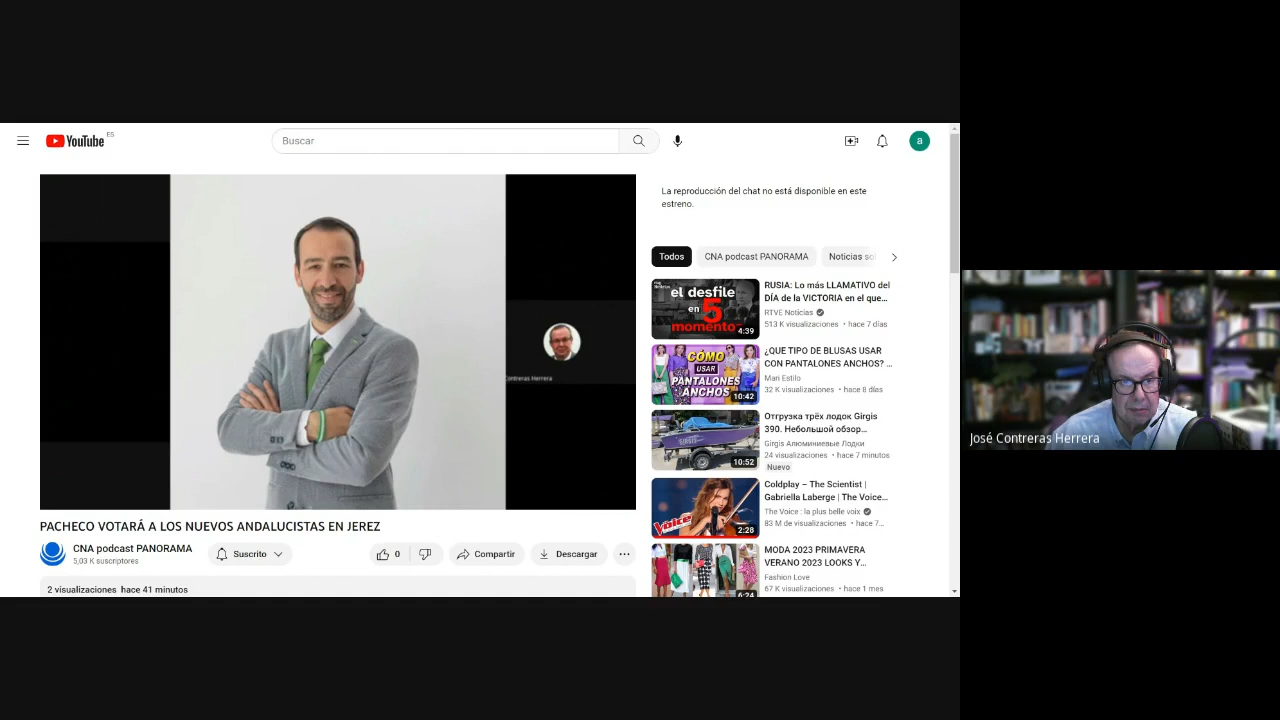 YouTube ES
Buscar
a
Contreras Herrera
PACHECO VOTARÁ A LOS NUEVOS ANDALUCISTAS EN JEREZ
CNA podcast PANORAMA
5,03 K suscriptores
Suscrito
0
Compartir
Descargar
2 visualizaciones hace 41 minutos
La reproducción del chat no está disponible en este
estreno.
Todos
CNA podcast PANORAMA
Noticias
el desfile
en 5
momento
4:39
RUSIA: Lo más LLAMATIVO del
DÍA de la VICTORIA en el que...
RTVE Noticias
513 K visualizaciones • hace 7 días
CÓMO
USAR
PANTALONES
ANCHOS
10:42
¿QUE TIPO DE BLUSAS USAR
CON PANTALONES ANCHOS? ...
Mari Estilo
32 K visualizaciones • hace 8 días
GIRGIS
10:52
Отгрузка трёх лодок Girgis
390. Небольшой обзор...
Girgis Алюминиевые Лодки
24 visualizaciones • hace 7 minutos
Nuevo
Voice
2:28
Coldplay – The Scientist |
Gabriella Laberge | The Voice...
The Voice : la plus belle voix
83 M de visualizaciones • hace 7...
6:24
MODA 2023 PRIMAVERA
VERANO 2023 LOOKS Y...
Fashion Love
67 K visualizaciones • hace 1 mes
José Contreras Herrera